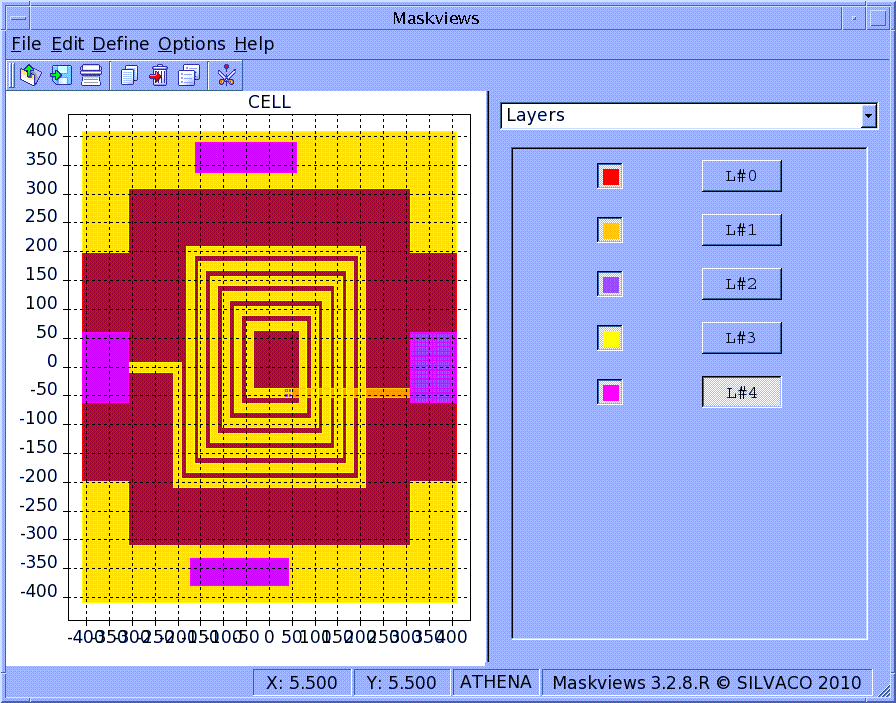 Maskviews
File Edit Define Options Help
CELL
400
350
300
250
200
150
100
50
0
-50
-100
-150
-200
-250
-300
-350
-400
-400-350-300-250-200-150-100-50 0 50 100 150 200 250 300 350 400
Layers
L#0
L#1
L#2
L#3
L#4
X: 5.500 Y: 5.500 ATHENA Maskviews 3.2.8.R © SILVACO 2010